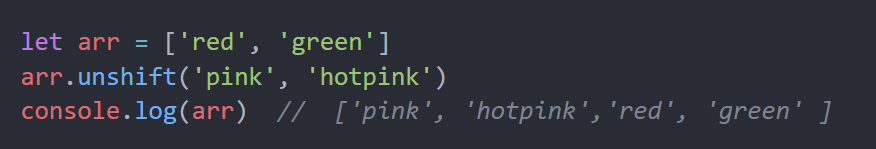 let arr = ['red', 'green']
arr.unshift('pink', 'hotpink')
console.log(arr)  //  ['pink', 'hotpink','red', 'green' ]